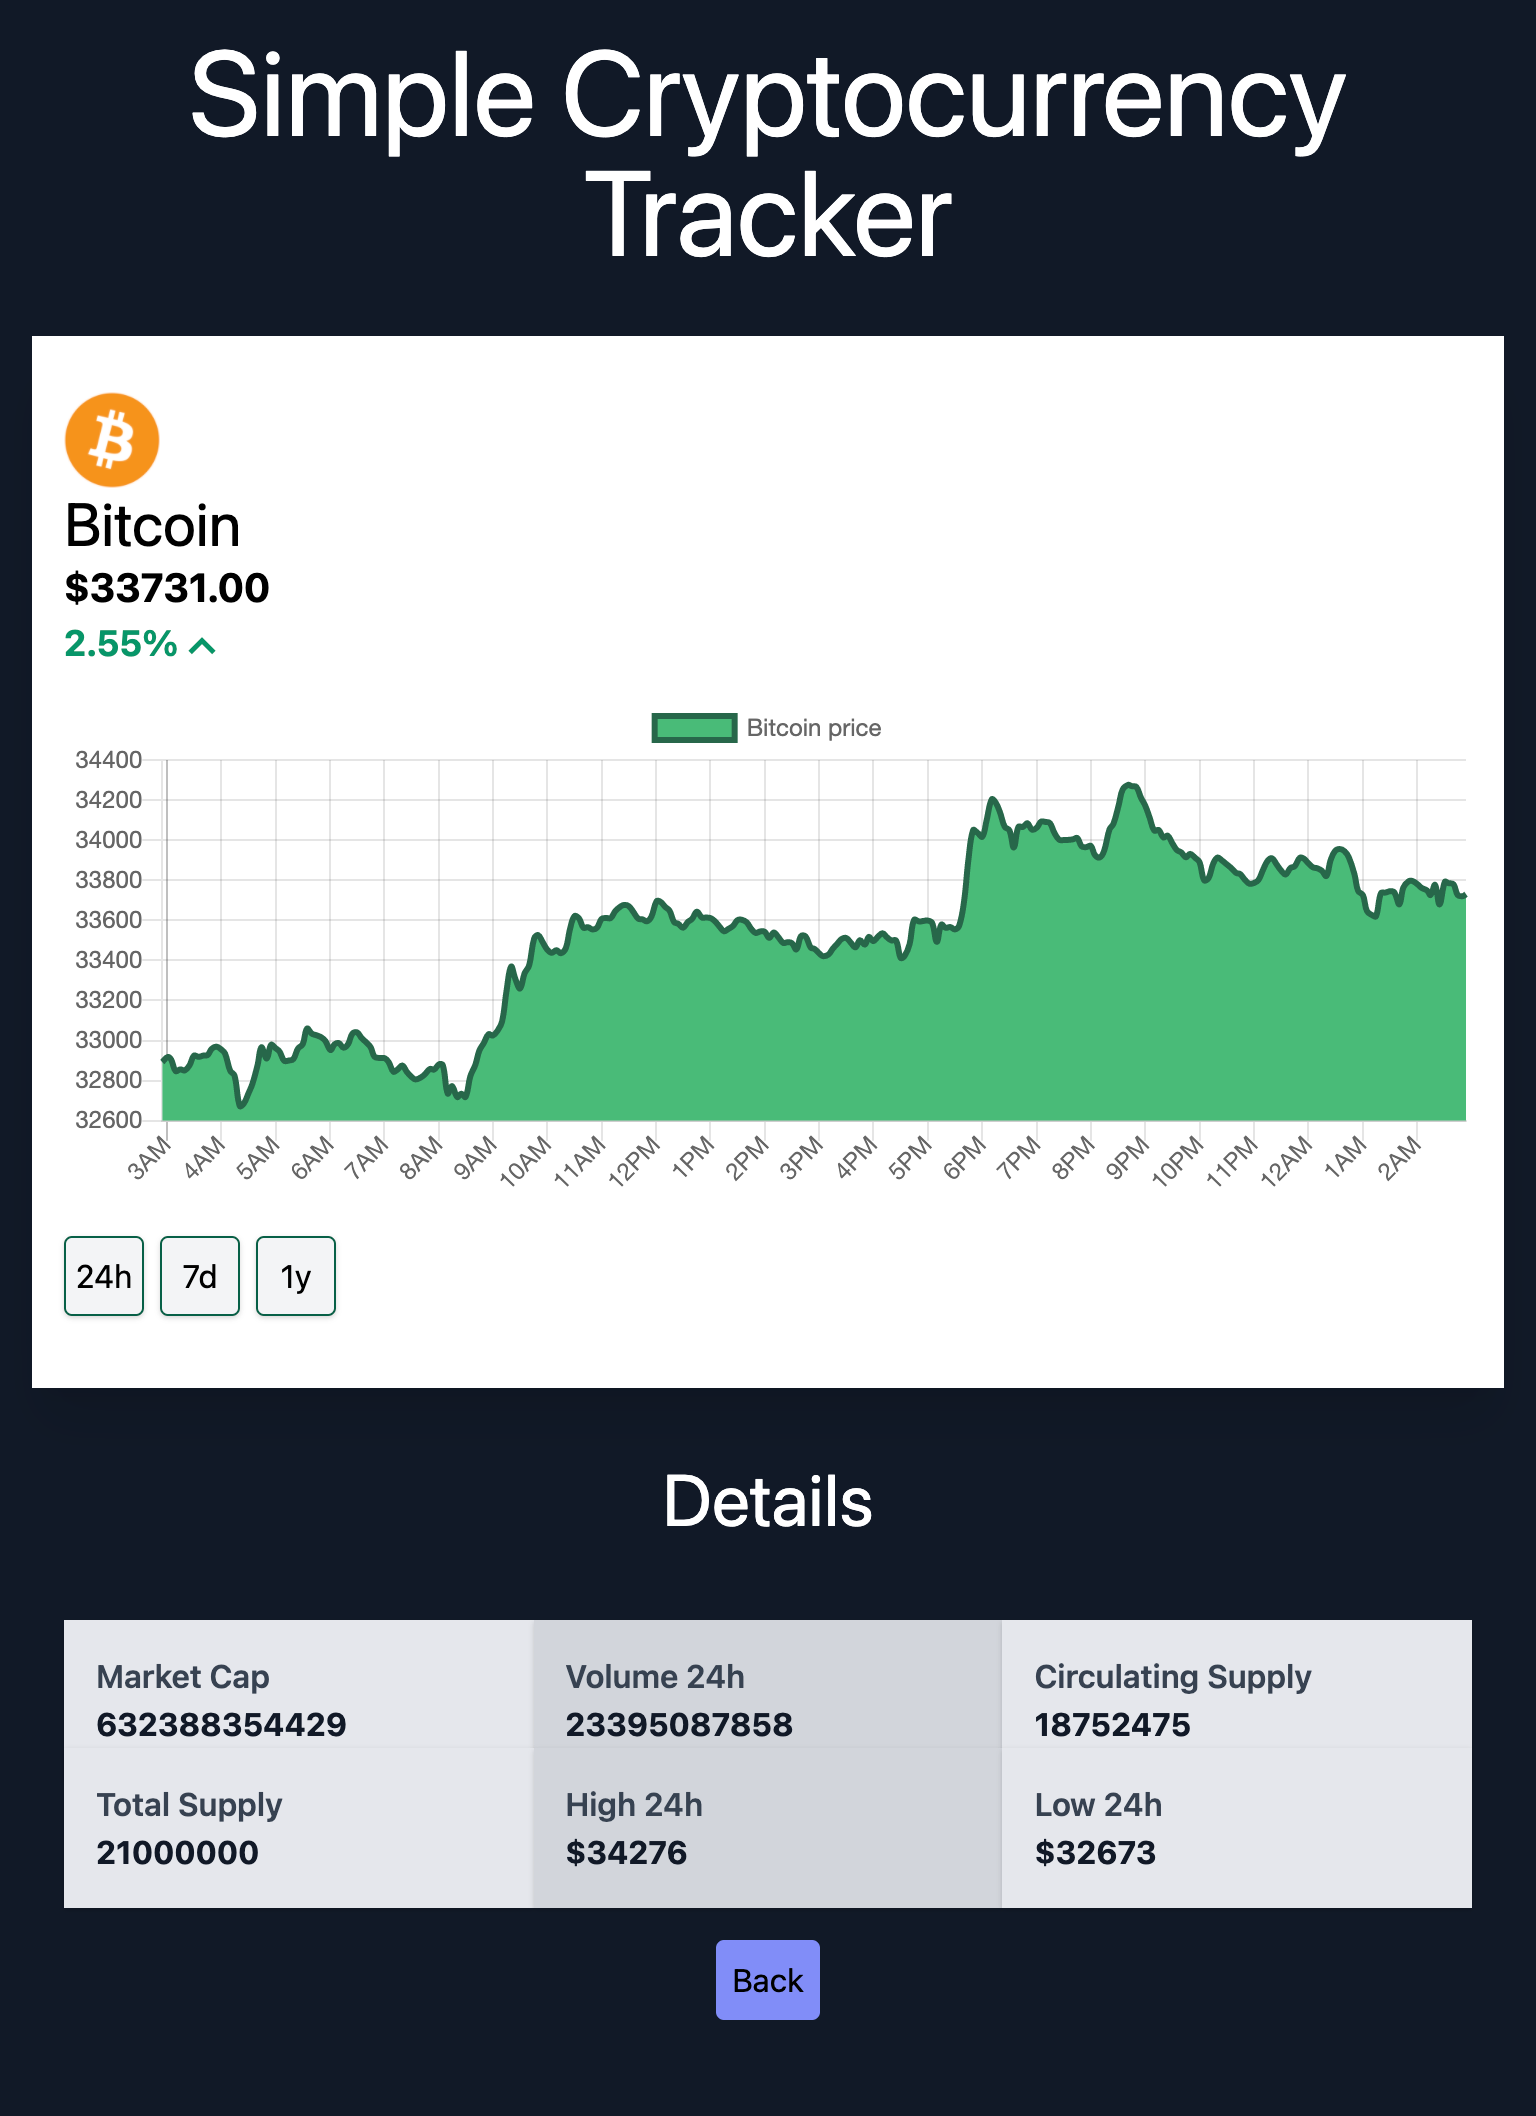 Simple Cryptocurrency
Tracker
Bitcoin
$33731.00
2.55%
Bitcoin price
34400
34200
34000
33800
33600
33400
33200
33000
32800
32600
3AM 4AM 5AM 6AM 7AM 8AM 9AM 10AM 11AM 12PM 1PM 2PM 3PM 4PM 5PM 6PM 7PM 8PM 9PM 10PM 11PM 12AM 1AM 2AM
24h 7d 1y
Details
Market Cap Volume 24h Circulating Supply
632388354429 23395087858 18752475
Total Supply High 24h Low 24h
21000000 $34276 $32673
Back